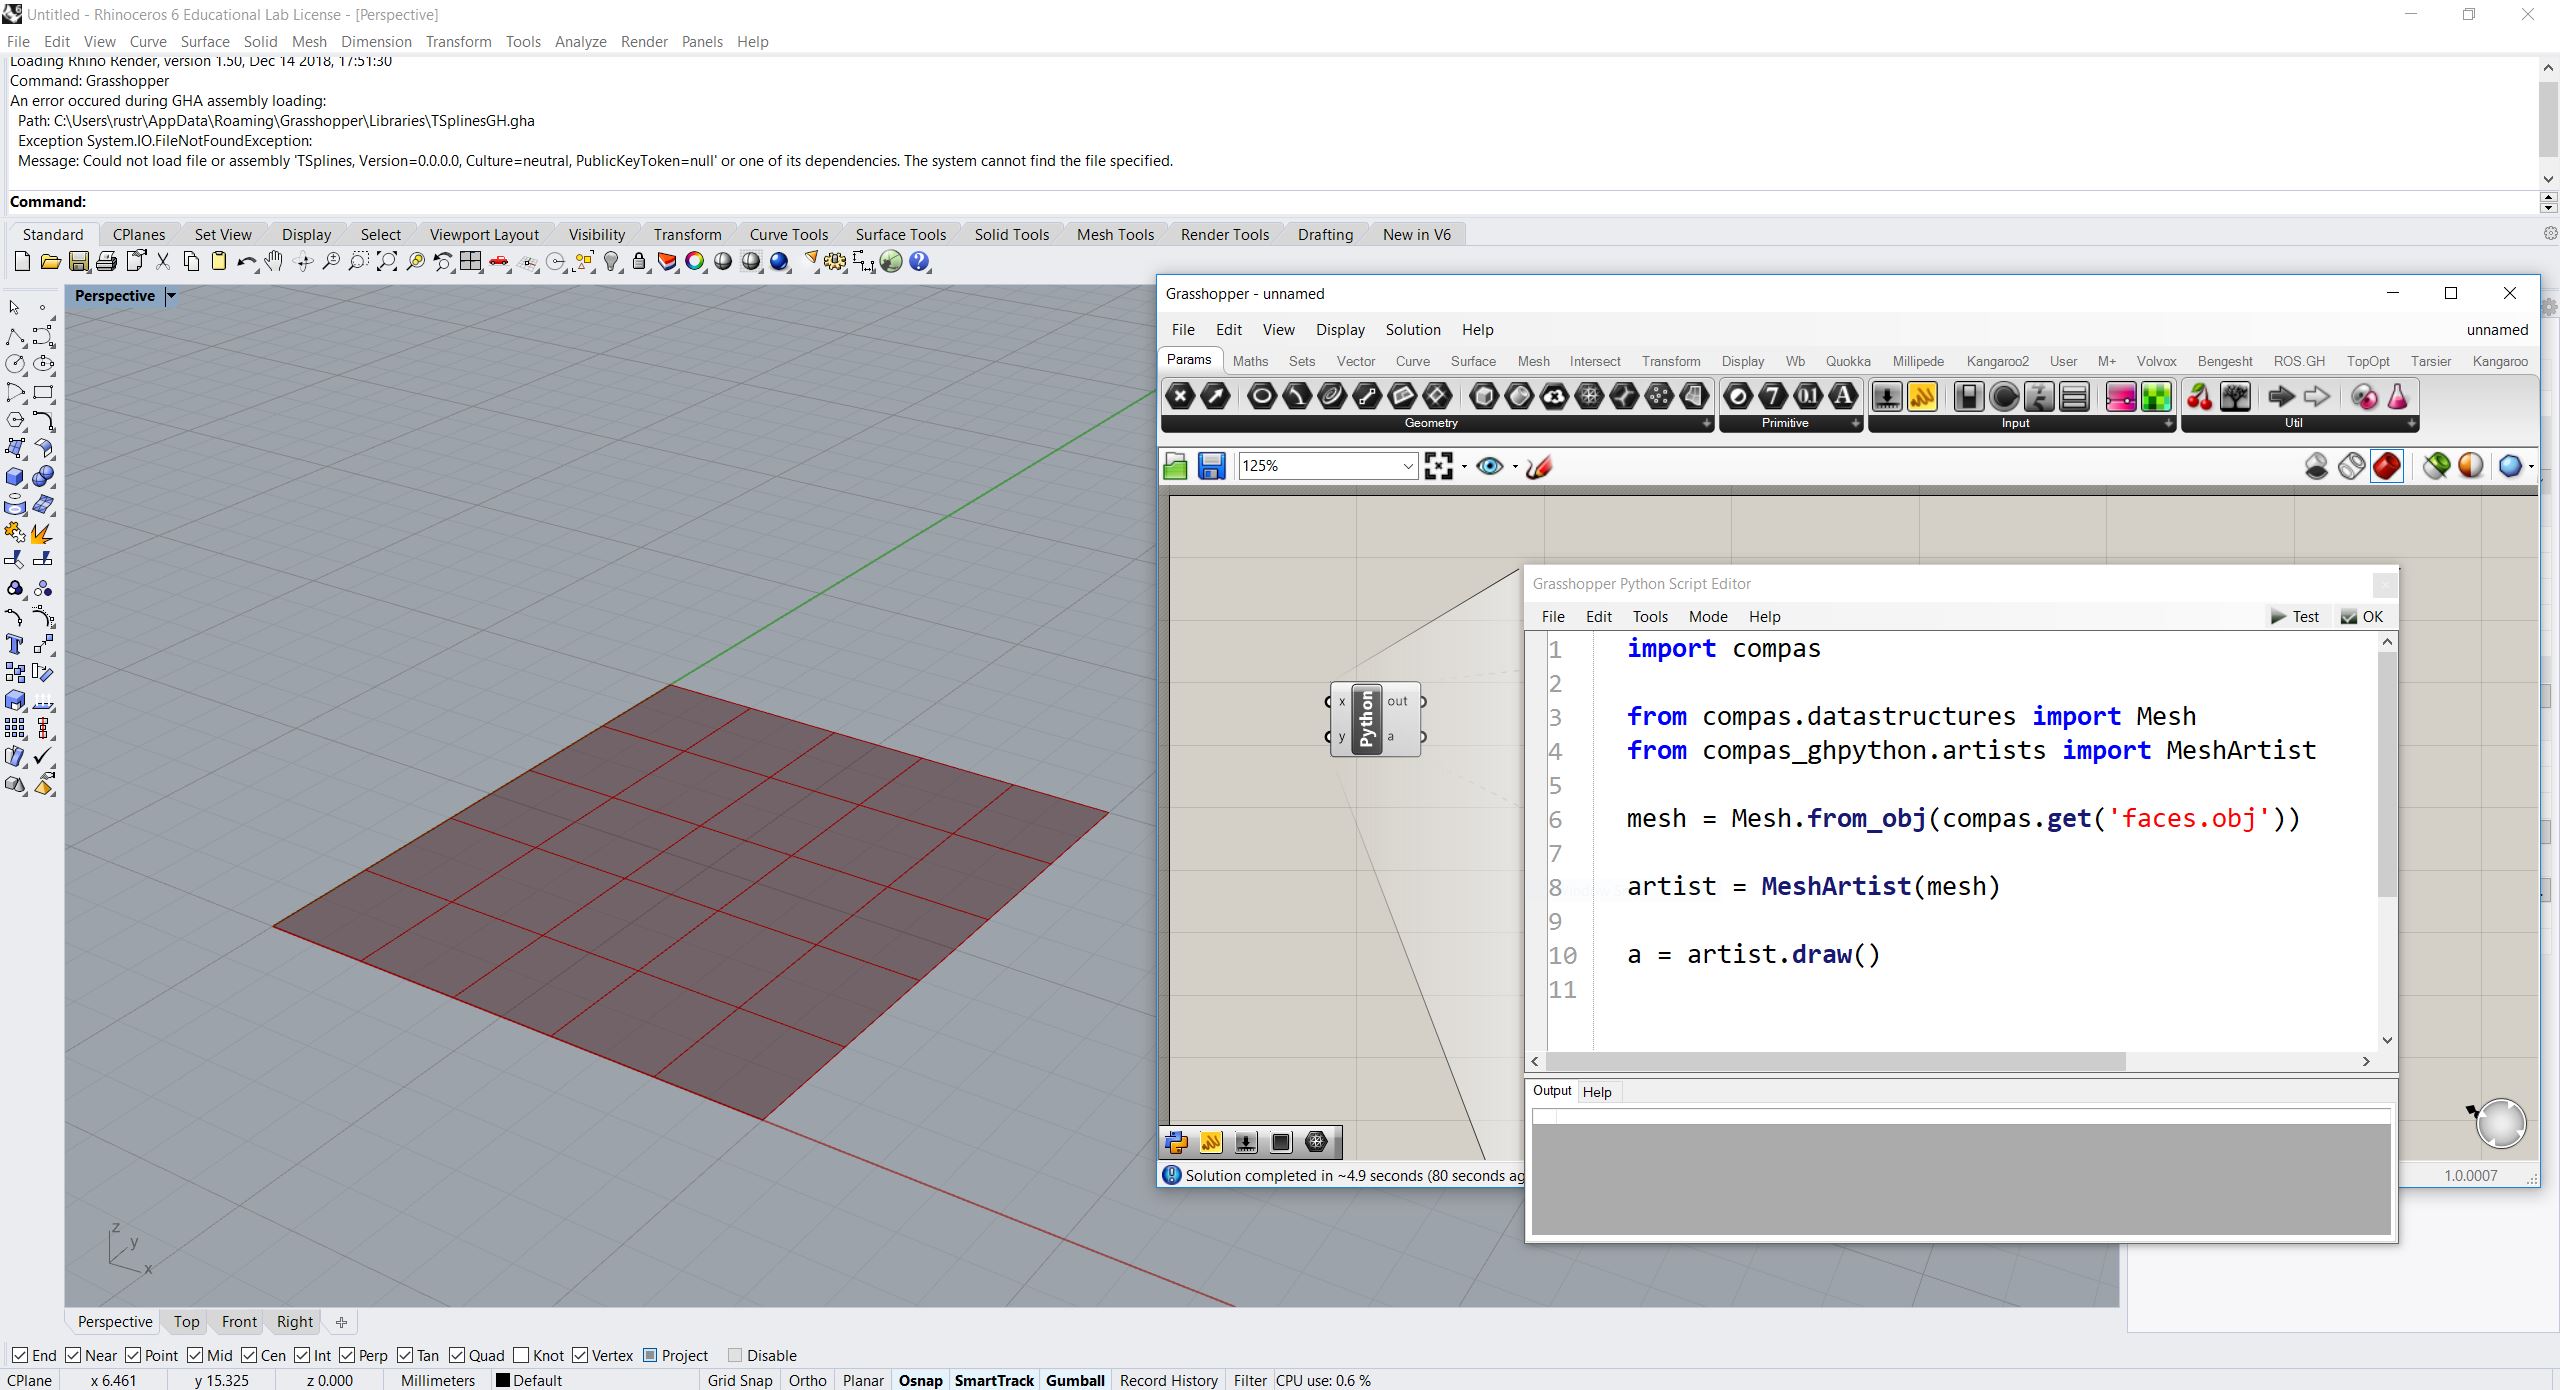 Untitled - Rhinoceros 6 Educational Lab License - [Perspective]
File Edit View Curve Surface Solid Mesh Dimension Transform Tools Analyze Render Panels Help
Loading Rhino Render, version 1.50, Dec 14 2018, 17:51:30
Command: Grasshopper
An error occured during GHA assembly loading:
Path: C:\Users\rustr\AppData\Roaming\Grasshopper\Libraries\TSplinesGH.gha
Exception System.IO.FileNotFoundException:
Message: Could not load file or assembly 'TSplines, Version=0.0.0.0, Culture=neutral, PublicKeyToken=null' or one of its dependencies. The system cannot find the file specified.
Command:
Standard CPlanes Set View Display Select Viewport Layout Visibility Transform Curve Tools Surface Tools Solid Tools Mesh Tools Render Tools Drafting New in V6
Perspective
Grasshopper - unnamed
File Edit View Display Solution Help unnamed
Params Maths Sets Vector Curve Surface Mesh Intersect Transform Display Wb Quokka Millipede Kangaroo2 User M+ Volvox Bengesht ROS.GH TopOpt Tarsier Kangaroo
Geometry Primitive Input Util
125%
x Python out
y a
Grasshopper Python Script Editor
File Edit Tools Mode Help Test OK
1 import compas
2
3 from compas.datastructures import Mesh
4 from compas_ghpython.artists import MeshArtist
5
6 mesh = Mesh.from_obj(compas.get('faces.obj'))
7
8 artist = MeshArtist(mesh)
9
10 a = artist.draw()
11
Output Help
Solution completed in ~4.9 seconds (80 seconds ag
1.0.0007
z
y
x
Perspective Top Front Right
End Near Point Mid Cen Int Perp Tan Quad Knot Vertex Project Disable
CPlane x 6.461 y 15.325 z 0.000 Millimeters Default Grid Snap Ortho Planar Osnap SmartTrack Gumball Record History Filter CPU use: 0.6 %